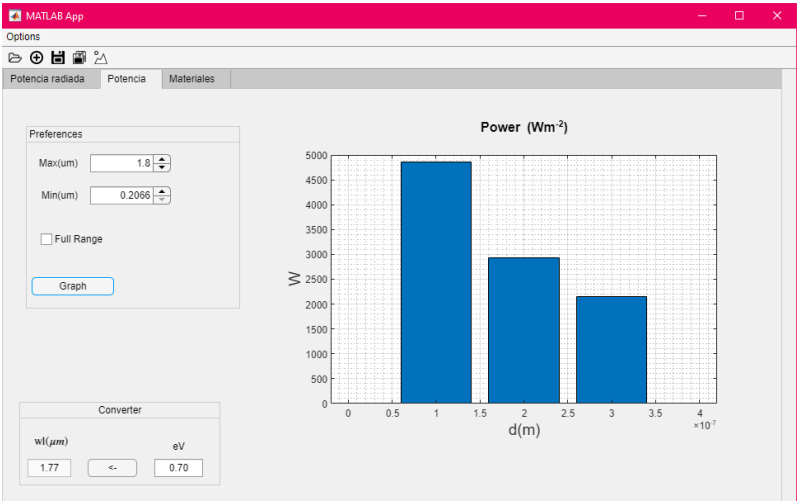 MATLAB App
Options
Potencia radiada Potencia Materiales
Preferences
Max(um) 1.8
Min(um) 0.2066
Full Range
Graph
Converter
wl(μm) eV
1.77 <- 0.70
Power (Wm⁻²)
W
5000
4500
4000
3500
3000
2500
2000
1500
1000
500
0
0 0.5 1 1.5 2 2.5 3 3.5 4
×10⁻⁷
d(m)